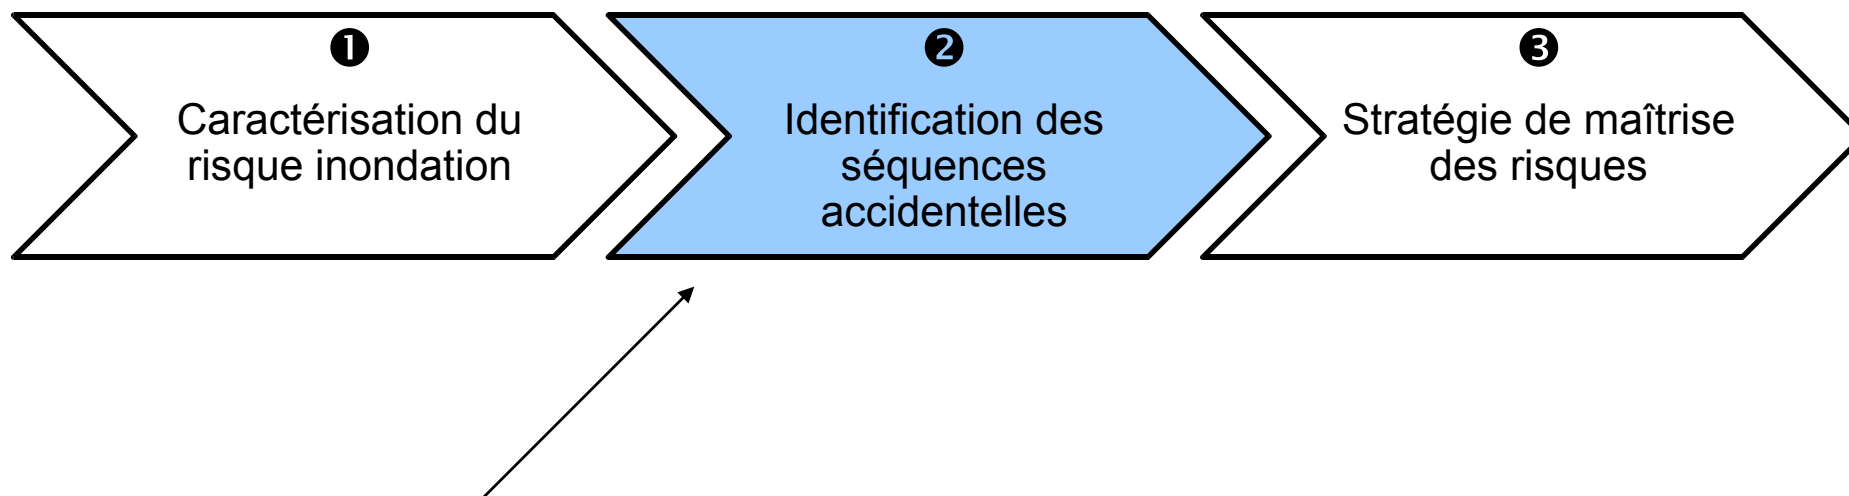 ❶
Caractérisation du
risque inondation
❷
Identification des
séquences
accidentelles
❸
Stratégie de maîtrise
des risques